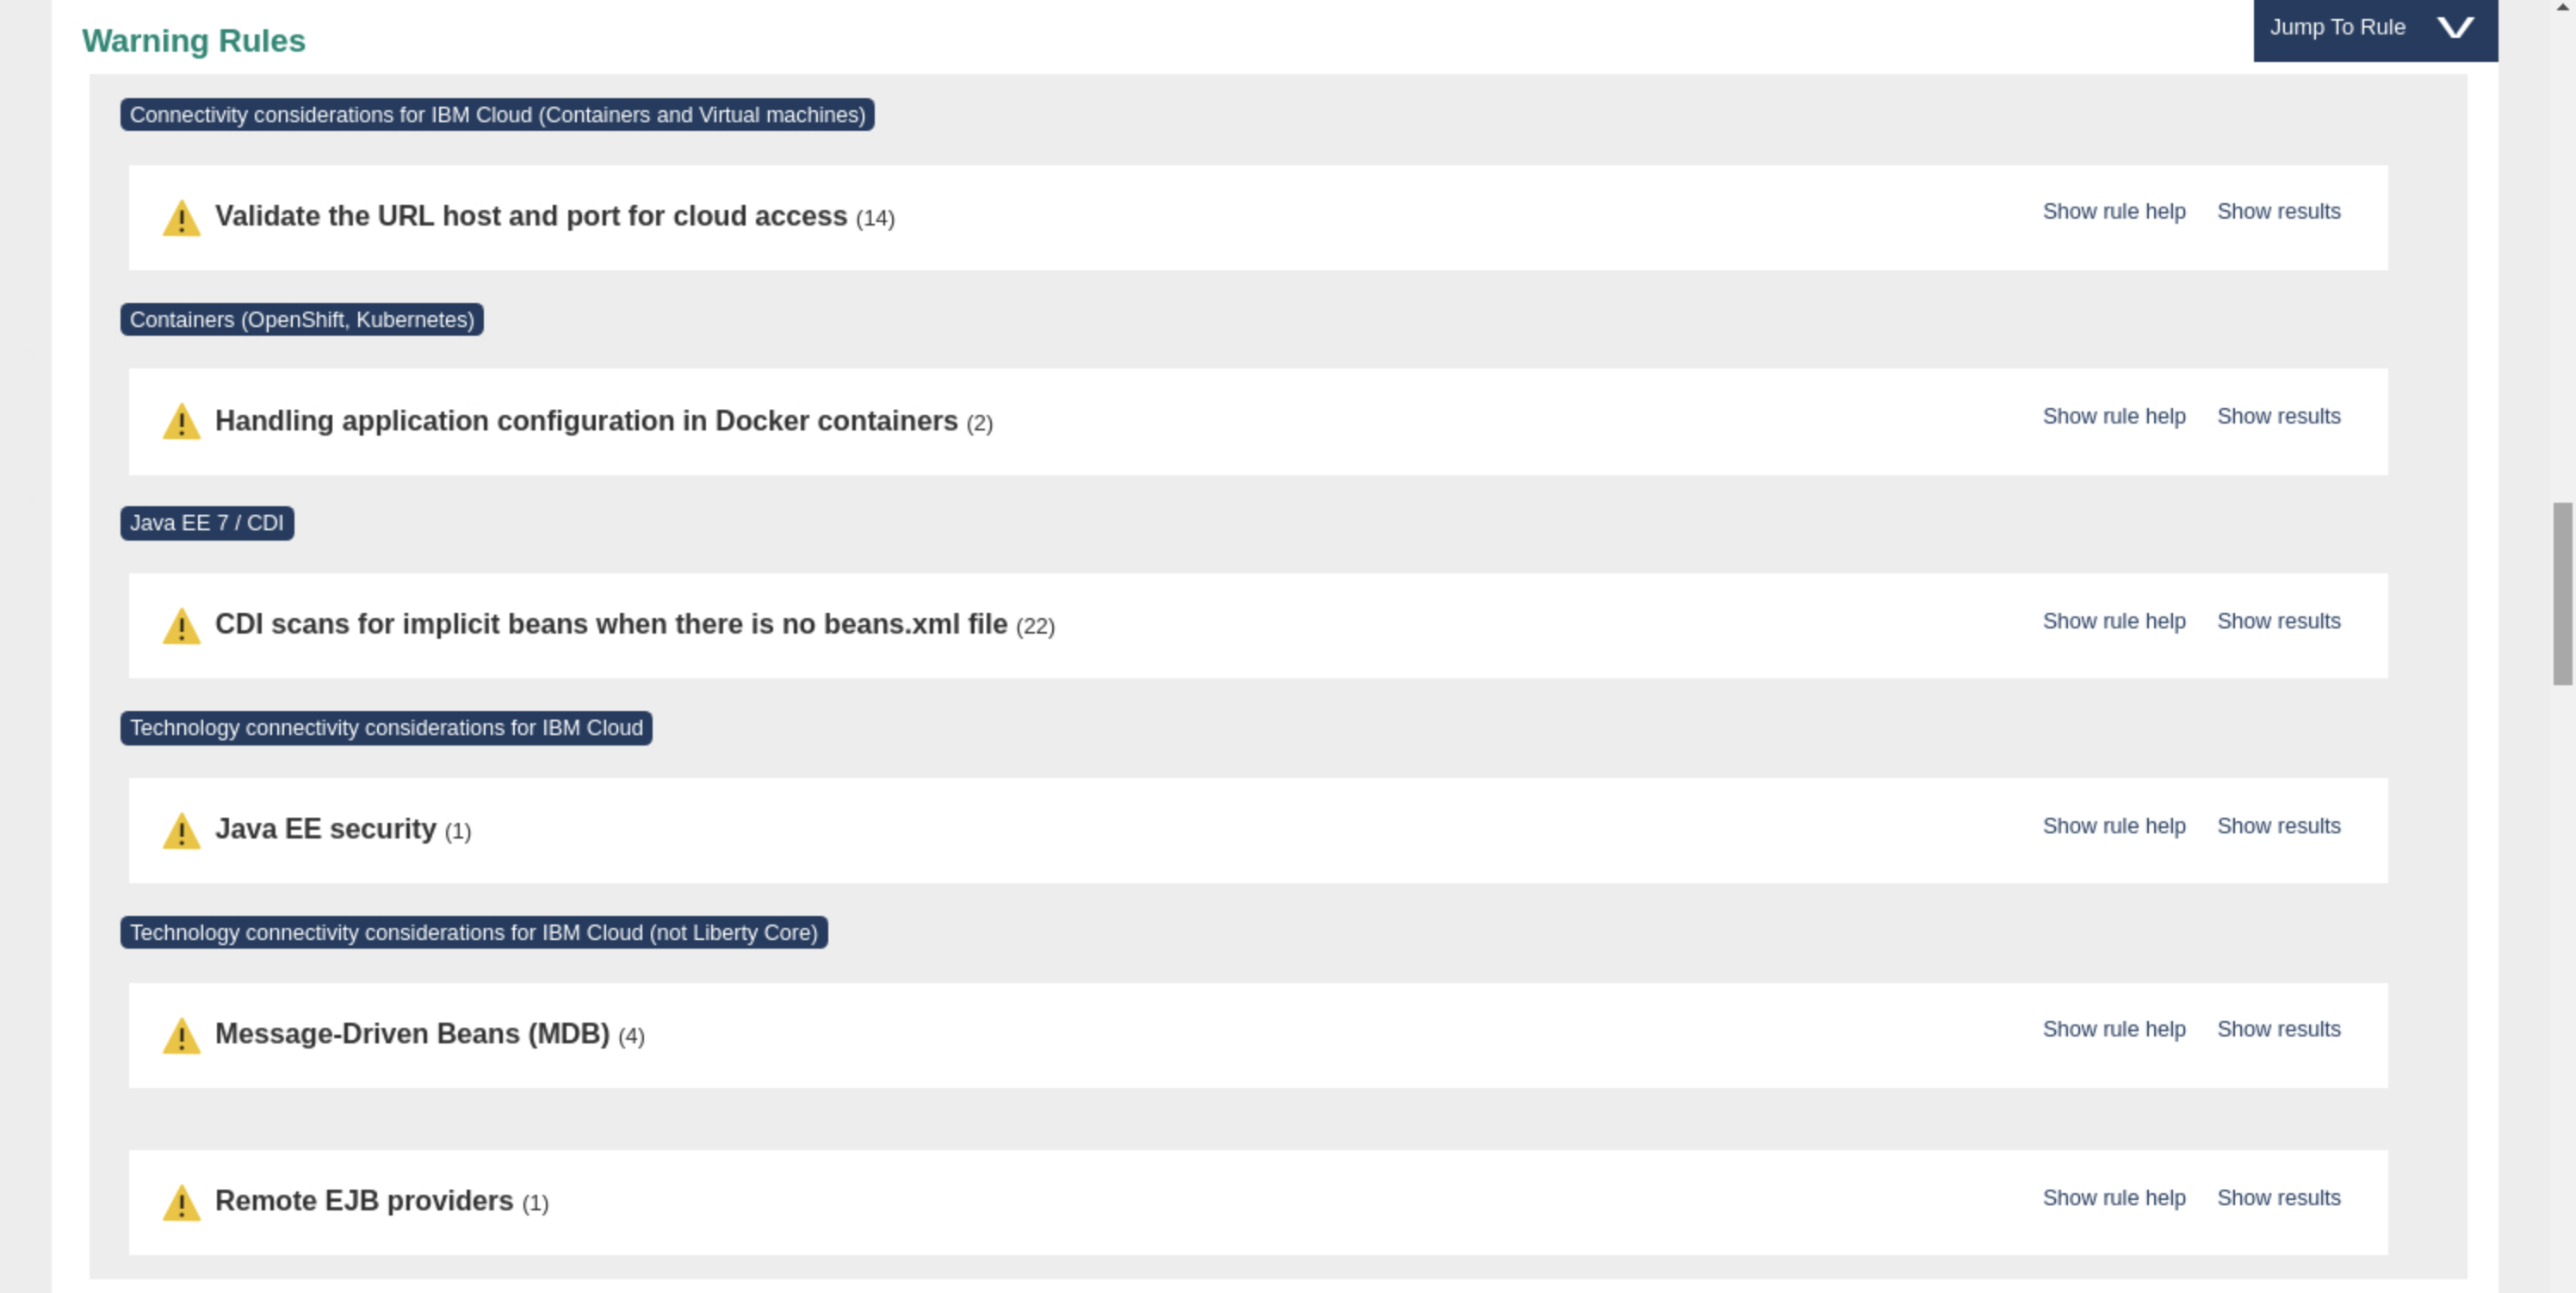 Warning Rules
Jump To Rule
Connectivity considerations for IBM Cloud (Containers and Virtual machines)
Validate the URL host and port for cloud access (14)
Show rule help Show results
Containers (OpenShift, Kubernetes)
Handling application configuration in Docker containers (2)
Show rule help Show results
Java EE 7 / CDI
CDI scans for implicit beans when there is no beans.xml file (22)
Show rule help Show results
Technology connectivity considerations for IBM Cloud
Java EE security (1)
Show rule help Show results
Technology connectivity considerations for IBM Cloud (not Liberty Core)
Message-Driven Beans (MDB) (4)
Show rule help Show results
Remote EJB providers (1)
Show rule help Show results